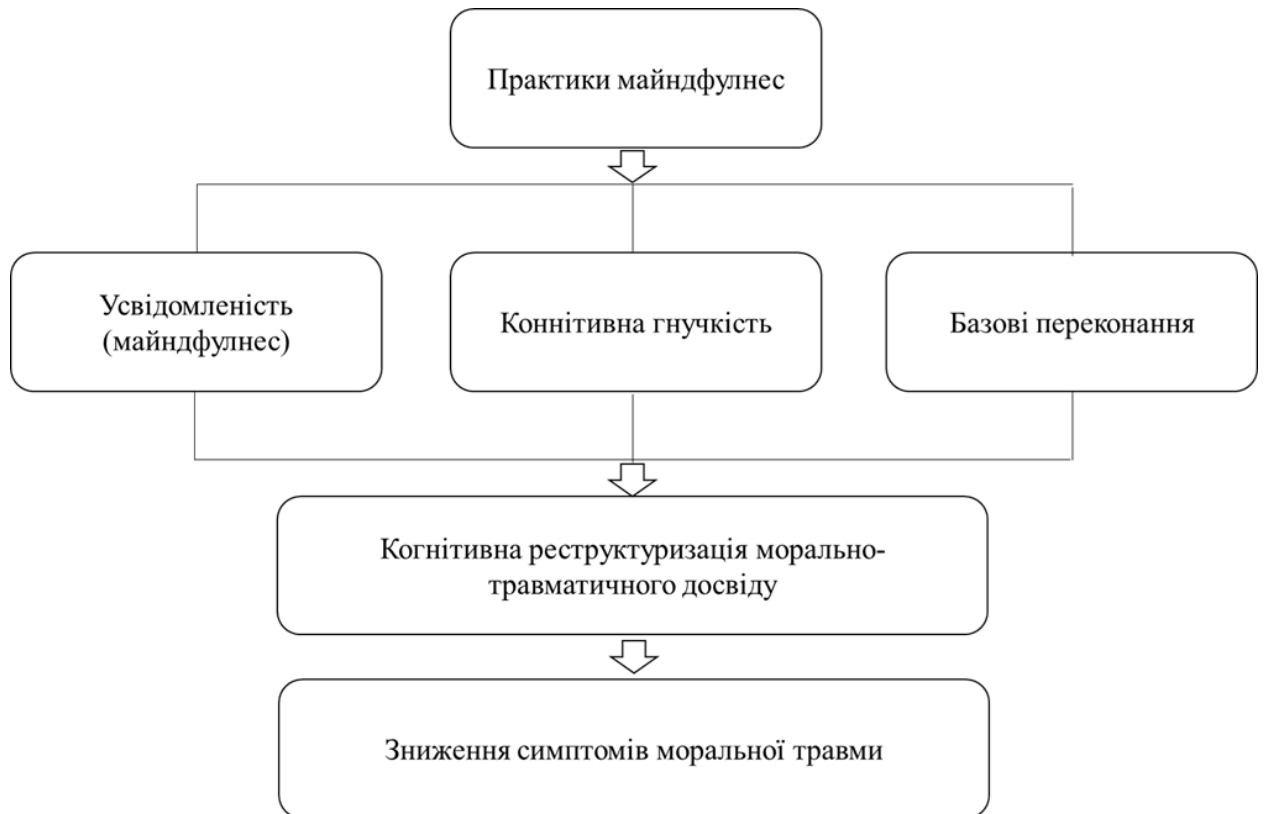 Практики майндфулнес
Усвідомленість
(майндфулнес)
Коннітивна гнучкість
Базові переконання
Когнітивна реструктуризація морально-
травматичного досвіду
Зниження симптомів моральної травми